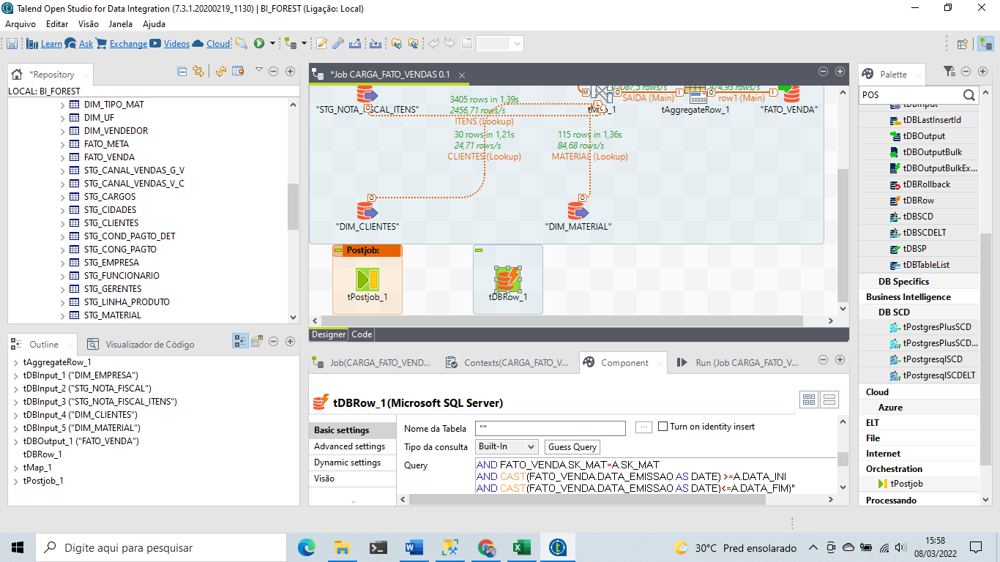 Talend Open Studio for Data Integration (7.3.1.20200219_1130) | BI_FOREST (Ligação: Local)
Arquivo Editar Visão Janela Ajuda
Learn Ask Exchange Videos Cloud
*Repository
LOCAL: BI_FOREST
DIM_TIPO_MAT
DIM_UF
DIM_VENDEDOR
FATO_META
FATO_VENDA
STG_CANAL_VENDAS_G_V
STG_CANAL_VENDAS_V_C
STG_CARGOS
STG_CIDADES
STG_CLIENTES
STG_COND_PAGTO_DET
STG_CONG_PAGTO
STG_EMPRESA
STG_FUNCIONARIO
STG_GERENTES
STG_LINHA_PRODUTO
STG_MATERIAL
Outline
Visualizador de Código
tAggregateRow_1
tDBInput_1 ("DIM_EMPRESA")
tDBInput_2 ("STG_NOTA_FISCAL")
tDBInput_3 ("STG_NOTA_FISCAL_ITENS")
tDBInput_4 ("DIM_CLIENTES")
tDBInput_5 ("DIM_MATERIAL")
tDBOutput_1 ("FATO_VENDA")
tDBRow_1
tMap_1
tPostjob_1
*Job CARGA_FATO_VENDAS 0.1
"STG_NOTA_FISCAL_ITENS"
3405 rows in 1,39s
2456,71 rows/s
ITENS (Lookup)
30 rows in 1,21s
24,71 rows/s
CLIENTES (Lookup)
115 rows in 1,36s
84,68 rows/s
MATERIAL (Lookup)
22087,5 rows/s
SAIDA (Main)
974,93 rows/s
row1 (Main)
tAggregateRow_1
"FATO_VENDA"
"DIM_CLIENTES"
"DIM_MATERIAL"
Postjob:
tPostjob_1
tDBRow_1
Designer Code
Job(CARGA_FATO_VEND...
Contexts(CARGA_FATO_V...
Component
Run (Job CARGA_FATO_V...
tDBRow_1(Microsoft SQL Server)
Basic settings
Advanced settings
Dynamic settings
Visão
Nome da Tabela "" ... Turn on identity insert
Tipo da consulta Built-In Guess Query
Query
AND FATO_VENDA.SK_MAT=A.SK_MAT
AND CAST(FATO_VENDA.DATA_EMISSAO AS DATE) >=A.DATA_INI
AND CAST(FATO_VENDA.DATA_EMISSAO AS DATE)<=A.DATA_FIM)"
Palette
POS
tDBInput
tDBLastInsertId
tDBOutput
tDBOutputBulk
tDBOutputBulkEx...
tDBRollback
tDBRow
tDBSCD
tDBSCDELT
tDBSP
tDBTableList
DB Specifics
Business Intelligence
DB SCD
tPostgresPlusSCD
tPostgresPlusSCD...
tPostgresqlSCD
tPostgresqlSCDELT
Cloud
Azure
ELT
File
Internet
Orchestration
tPostjob
Processando
Digite aqui para pesquisar
30°C Pred ensolarado
15:58
08/03/2022